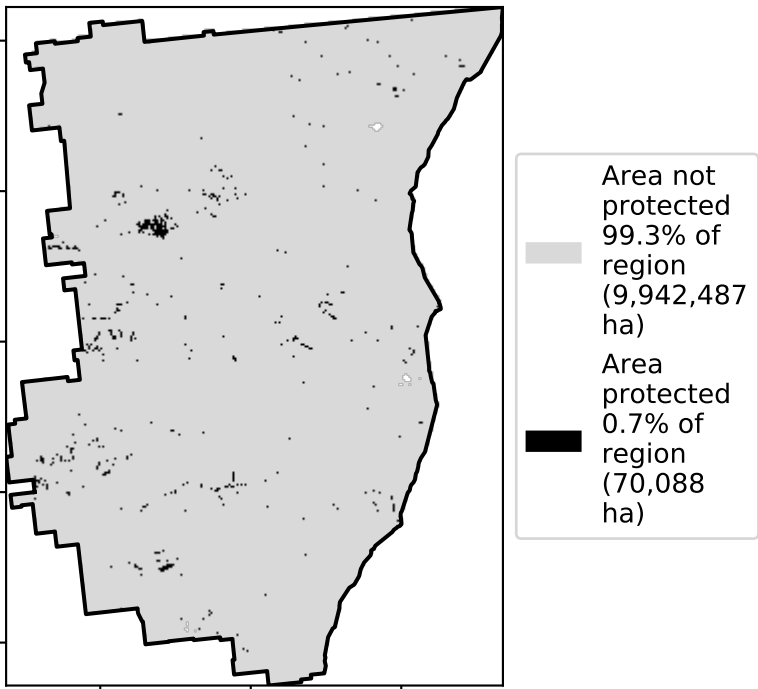 Area not
protected
99.3% of
region
(9,942,487
ha)
Area
protected
0.7% of
region
(70,088
ha)